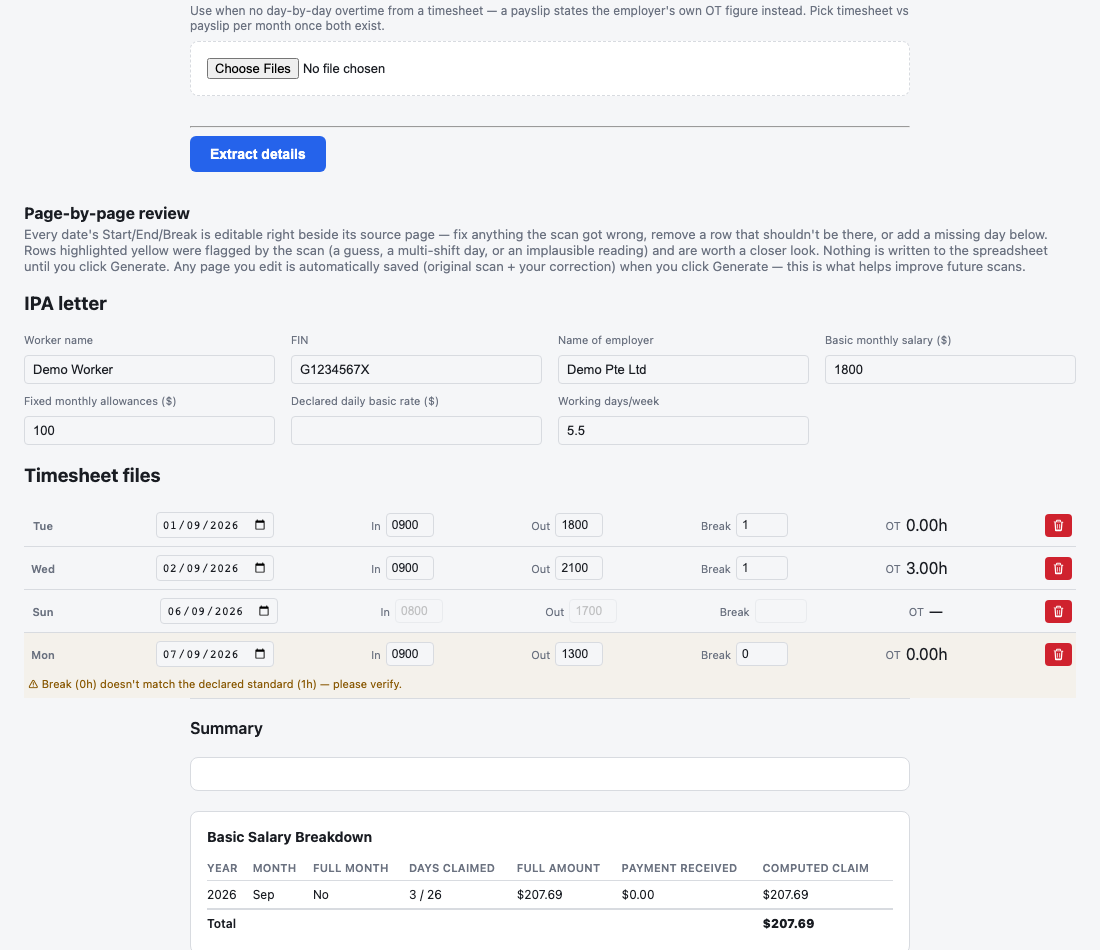 Use when no day-by-day overtime from a timesheet — a payslip states the employer's own OT figure instead. Pick timesheet vs
payslip per month once both exist.
Choose Files No file chosen
Extract details
Page-by-page review
Every date's Start/End/Break is editable right beside its source page — fix anything the scan got wrong, remove a row that shouldn't be there, or add a missing day below.
Rows highlighted yellow were flagged by the scan (a guess, a multi-shift day, or an implausible reading) and are worth a closer look. Nothing is written to the spreadsheet
until you click Generate. Any page you edit is automatically saved (original scan + your correction) when you click Generate — this is what helps improve future scans.
IPA letter
Worker name FIN Name of employer Basic monthly salary ($)
Demo Worker G1234567X Demo Pte Ltd 1800
Fixed monthly allowances ($) Declared daily basic rate ($) Working days/week
100 5.5
Timesheet files
Tue 01/09/2026 In 0900 Out 1800 Break 1 OT 0.00h
Wed 02/09/2026 In 0900 Out 2100 Break 1 OT 3.00h
Sun 06/09/2026 In 0800 Out 1700 Break OT —
Mon 07/09/2026 In 0900 Out 1300 Break 0 OT 0.00h
⚠ Break (0h) doesn't match the declared standard (1h) — please verify.
Summary
Basic Salary Breakdown
YEAR MONTH FULL MONTH DAYS CLAIMED FULL AMOUNT PAYMENT RECEIVED COMPUTED CLAIM
2026 Sep No 3 / 26 $207.69 $0.00 $207.69
Total $207.69